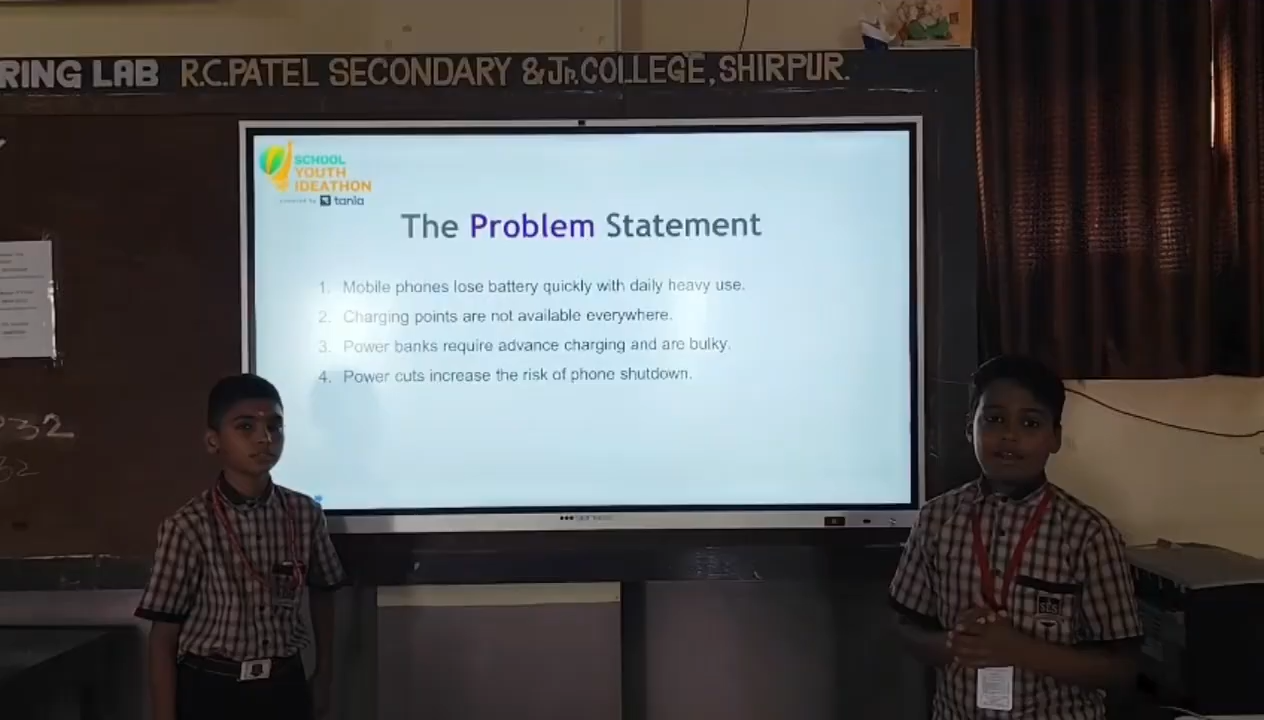 RING LAB R.C.PATEL SECONDARY & Jr. COLLEGE, SHIRPUR.
SCHOOL
YOUTH
IDEATHON
tanla
The Problem Statement
1. Mobile phones lose battery quickly with daily heavy use.
2. Charging points are not available everywhere.
3. Power banks require advance charging and are bulky.
4. Power cuts increase the risk of phone shutdown.
32
32